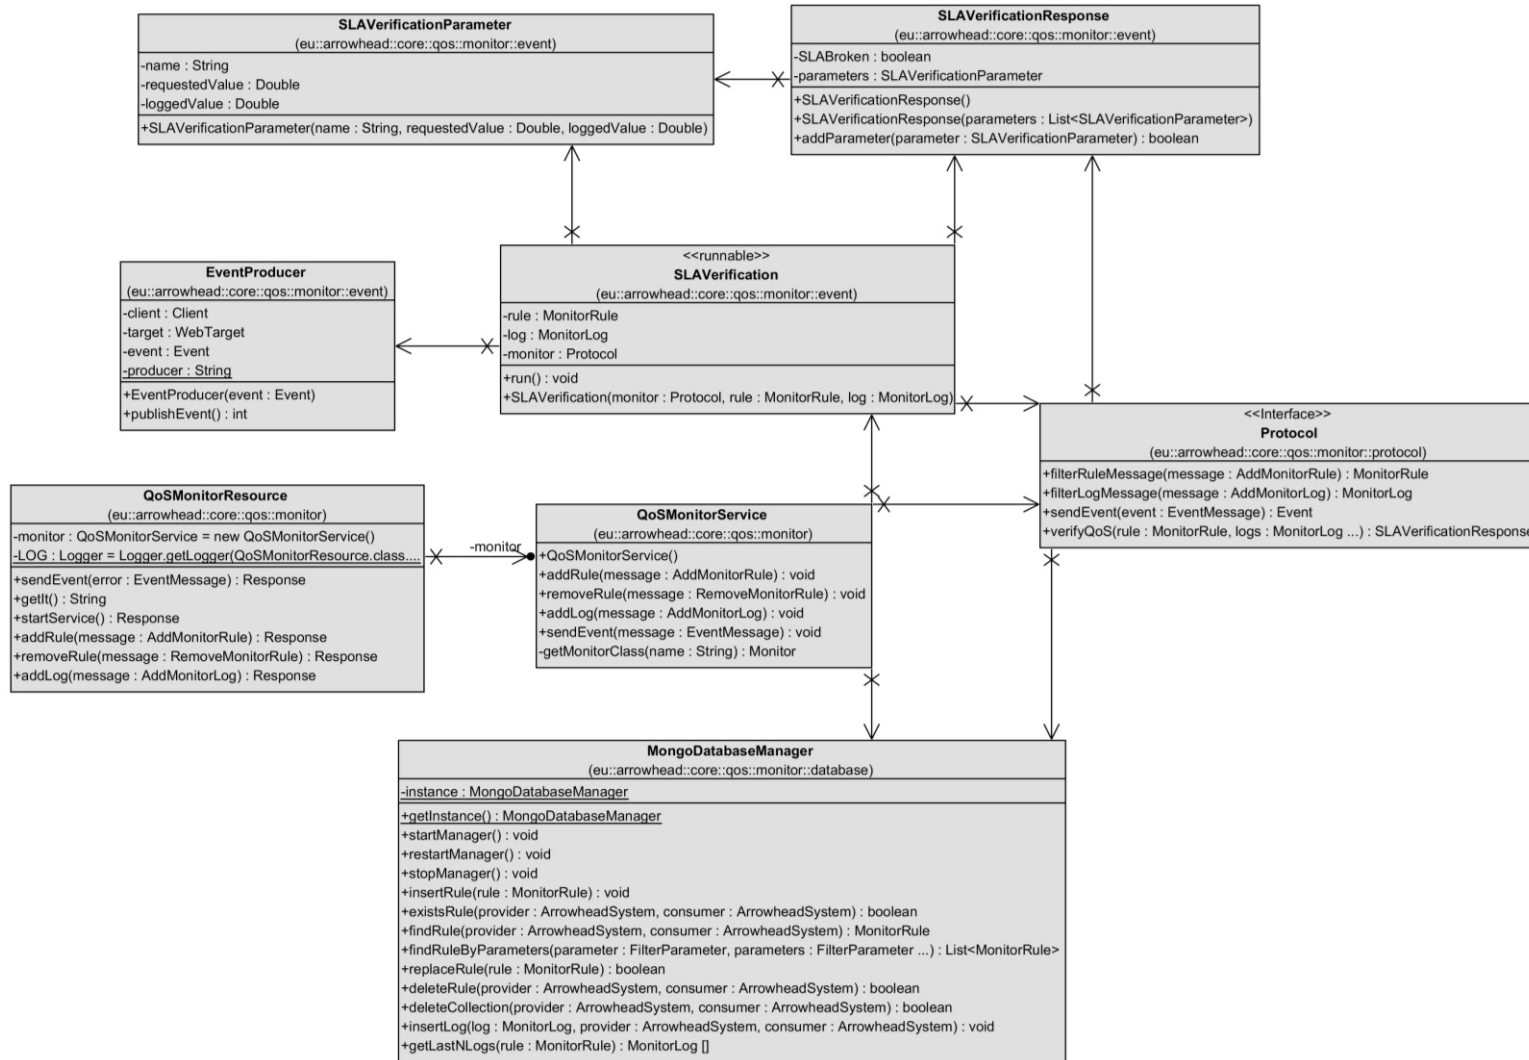 SLAVerificationParameter
(eu::arrowhead::core::qos::monitor::event)
-name : String
-requestedValue : Double
-loggedValue : Double
+SLAVerificationParameter(name : String, requestedValue : Double, loggedValue : Double)
SLAVerificationResponse
(eu::arrowhead::core::qos::monitor::event)
-SLABroken : boolean
-parameters : SLAVerificationParameter
+SLAVerificationResponse()
+SLAVerificationResponse(parameters : List<SLAVerificationParameter>)
+addParameter(parameter : SLAVerificationParameter) : boolean
EventProducer
(eu::arrowhead::core::qos::monitor::event)
-client : Client
-target : WebTarget
-event : Event
-producer : String
+EventProducer(event : Event)
+publishEvent() : int
<<runnable>>
SLAVerification
(eu::arrowhead::core::qos::monitor::event)
-rule : MonitorRule
-log : MonitorLog
-monitor : Protocol
+run() : void
+SLAVerification(monitor : Protocol, rule : MonitorRule, log : MonitorLog)
<<Interface>>
Protocol
(eu::arrowhead::core::qos::monitor::protocol)
+filterRuleMessage(message : AddMonitorRule) : MonitorRule
+filterLogMessage(message : AddMonitorLog) : MonitorLog
+sendEvent(event : EventMessage) : Event
+verifyQoS(rule : MonitorRule, logs : MonitorLog ...) : SLAVerificationResponse
QoSMonitorResource
(eu::arrowhead::core::qos::monitor)
-monitor : QoSMonitorService = new QoSMonitorService()
-LOG : Logger = Logger.getLogger(QoSMonitorResource.class....
+sendEvent(error : EventMessage) : Response
+getIt() : String
+startService() : Response
+addRule(message : AddMonitorRule) : Response
+removeRule(message : RemoveMonitorRule) : Response
+addLog(message : AddMonitorLog) : Response
-monitor
QoSMonitorService
(eu::arrowhead::core::qos::monitor)
+QoSMonitorService()
+addRule(message : AddMonitorRule) : void
+removeRule(message : RemoveMonitorRule) : void
+addLog(message : AddMonitorLog) : void
+sendEvent(message : EventMessage) : void
-getMonitorClass(name : String) : Monitor
MongoDatabaseManager
(eu::arrowhead::core::qos::monitor::database)
-instance : MongoDatabaseManager
+getInstance() : MongoDatabaseManager
+startManager() : void
+restartManager() : void
+stopManager() : void
+insertRule(rule : MonitorRule) : void
+existsRule(provider : ArrowheadSystem, consumer : ArrowheadSystem) : boolean
+findRule(provider : ArrowheadSystem, consumer : ArrowheadSystem) : MonitorRule
+findRuleByParameters(parameter : FilterParameter, parameters : FilterParameter ...) : List<MonitorRule>
+replaceRule(rule : MonitorRule) : boolean
+deleteRule(provider : ArrowheadSystem, consumer : ArrowheadSystem) : boolean
+deleteCollection(provider : ArrowheadSystem, consumer : ArrowheadSystem) : boolean
+insertLog(log : MonitorLog, provider : ArrowheadSystem, consumer : ArrowheadSystem) : void
+getLastNLogs(rule : MonitorRule) : MonitorLog []